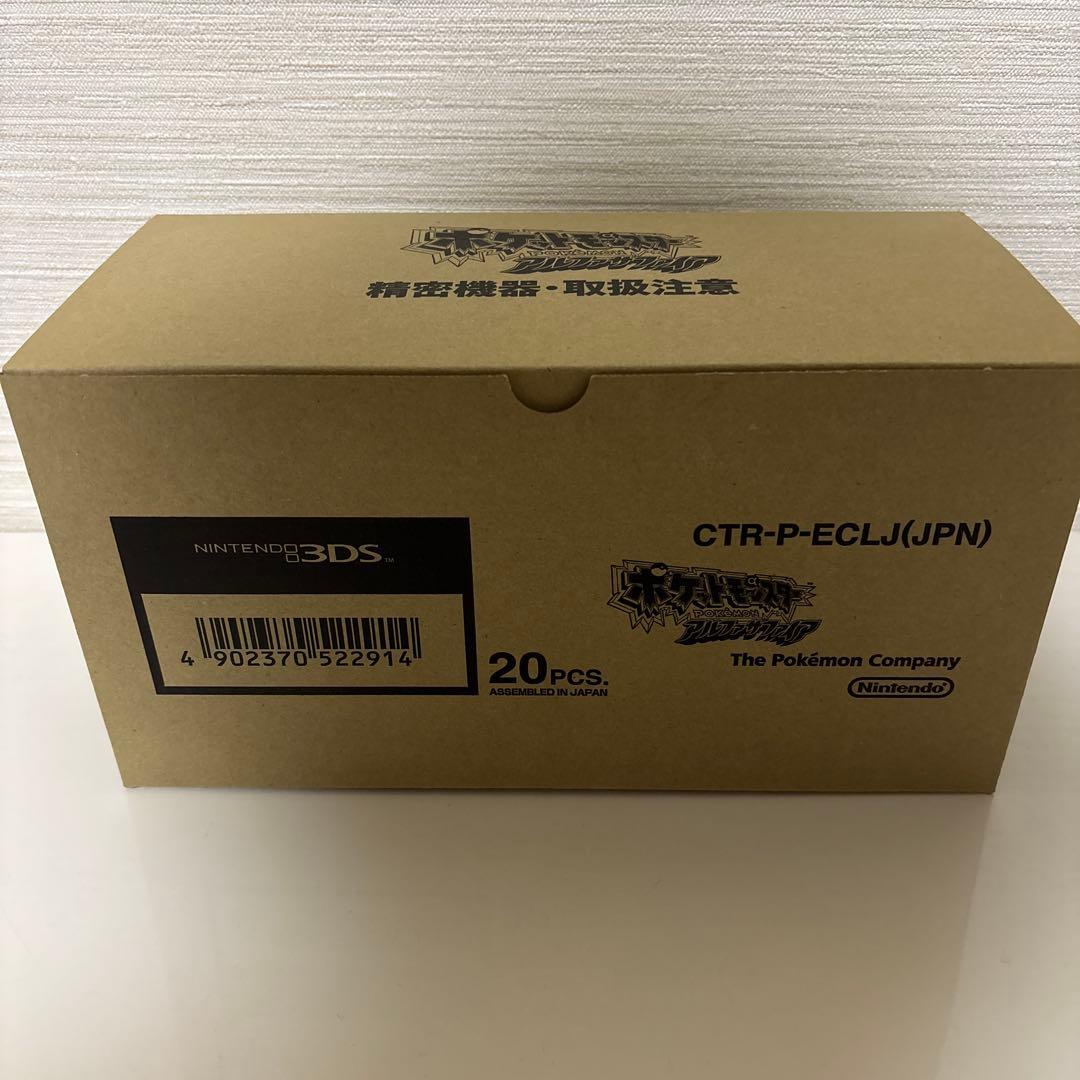 ポケットモンスター
POKÉMON
アルファサファイア
精密機器・取扱注意
NINTENDO 3DS™
4 902370 522914
20 PCS.
ASSEMBLED IN JAPAN
CTR-P-ECLJ(JPN)
ポケットモンスター
POKÉMON
アルファサファイア
The Pokémon Company
Nintendo®